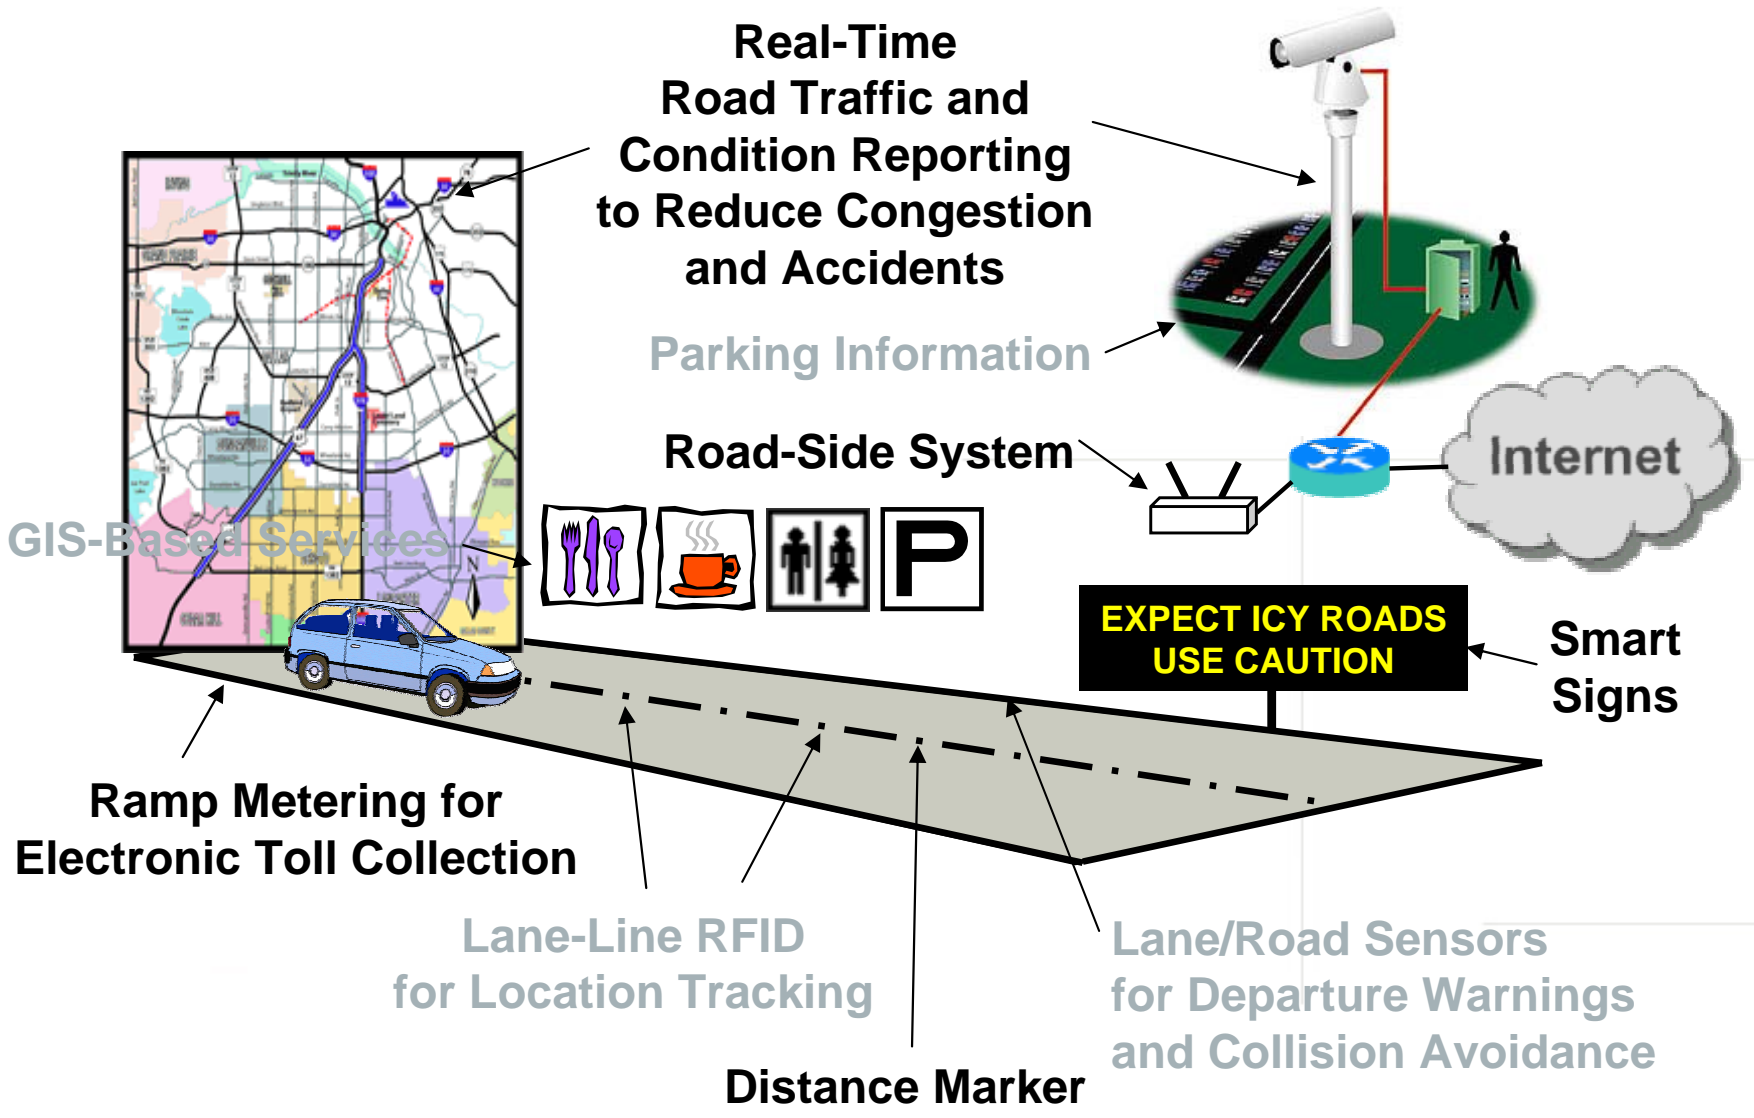 Real-Time
Road Traffic and
Condition Reporting
to Reduce Congestion
and Accidents
Parking Information
Road-Side System
Internet
GIS-Based Services
N
P
EXPECT ICY ROADS
USE CAUTION
Smart
Signs
Ramp Metering for
Electronic Toll Collection
Lane-Line RFID
for Location Tracking
Lane/Road Sensors
for Departure Warnings
and Collision Avoidance
Distance Marker